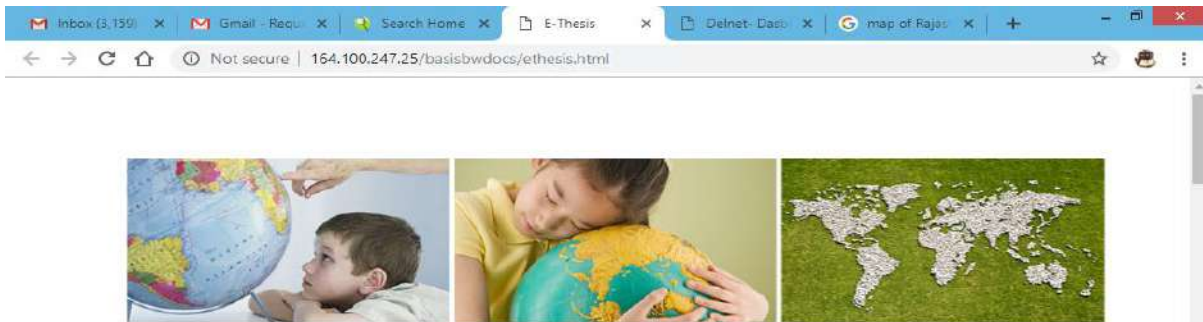 Inbox (3,159) Gmail - Requ Search Home E-Thesis Delnet- Dasb map of Rajas
Not secure | 164.100.247.25/basisbwdocs/ethesis.html